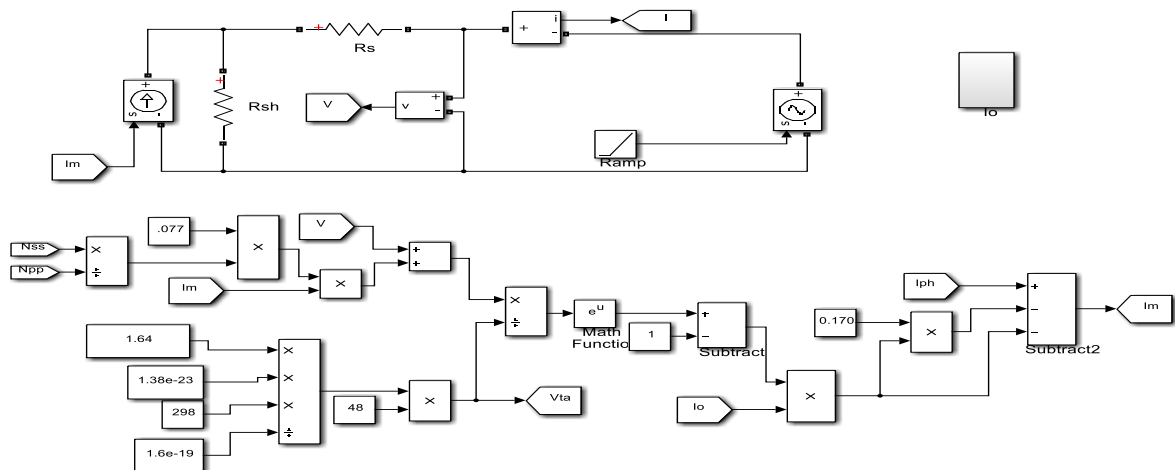 i
I
+
-
+
Rs
+
+
Rsh
V
v
+
-
+
s
-
s
-
Io
Im
Ramp
Nss
×
Npp
÷
.077
×
V
+
+
Im
×
×
÷
e^u
Math
Function
+
-
1
Subtract
Iph
+
-
-
Im
0.170
×
Subtract2
1.64
×
1.38e-23
×
298
×
1.6e-19
÷
48
×
Vta
Io
×